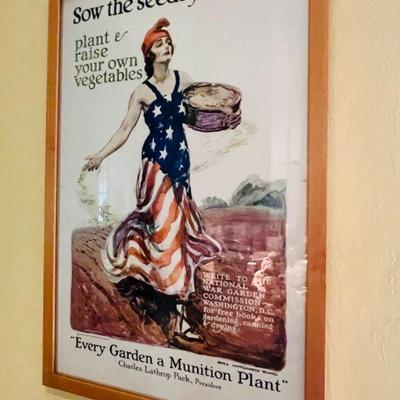 Sow the seeds
plant &
raise
your own
vegetables
WRITE TO THE
NATIONAL
WAR GARDEN
COMMISSION
WASHINGTON, D.C.
for free books on
gardening, canning
& drying.
"Every Garden a Munition Plant"
Charles Lathrop Pack, President